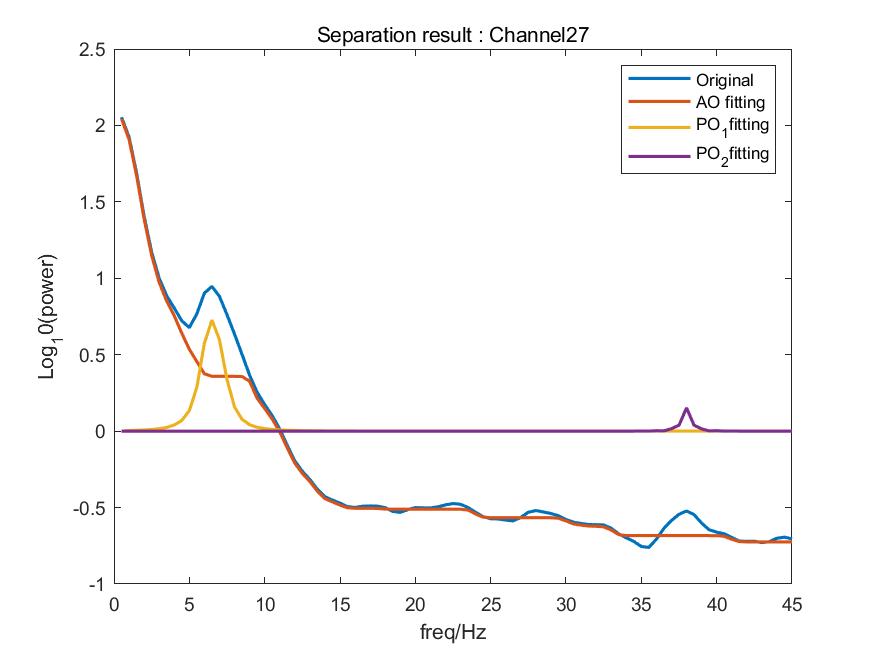 Separation result : Channel27
2.5
2
1.5
1
0.5
0
-0.5
-1
Log10(power)
Original
AO fitting
PO1fitting
PO2fitting
0 5 10 15 20 25 30 35 40 45
freq/Hz